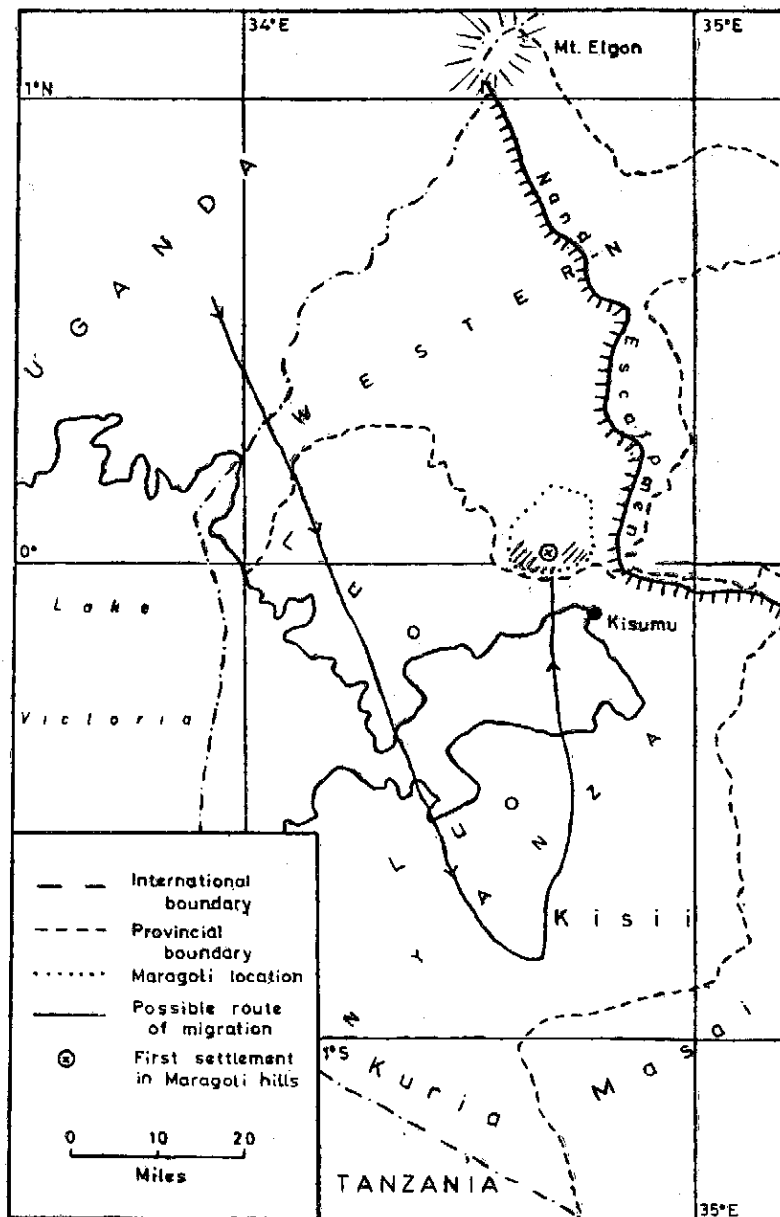 34°E
35°E
Mt. Elgon
1°N
UGANDA
Nandi
WESTERN
Escarpment
LUO
0°
Kisumu
Lake
Victoria
NYANZA
LUO
Kisii
1°S
Kuria
Masai
TANZANIA
35°E
International
boundary
Provincial
boundary
Maragoli location
Possible route
of migration
First settlement
in Maragoli hills
0 10 20
Miles